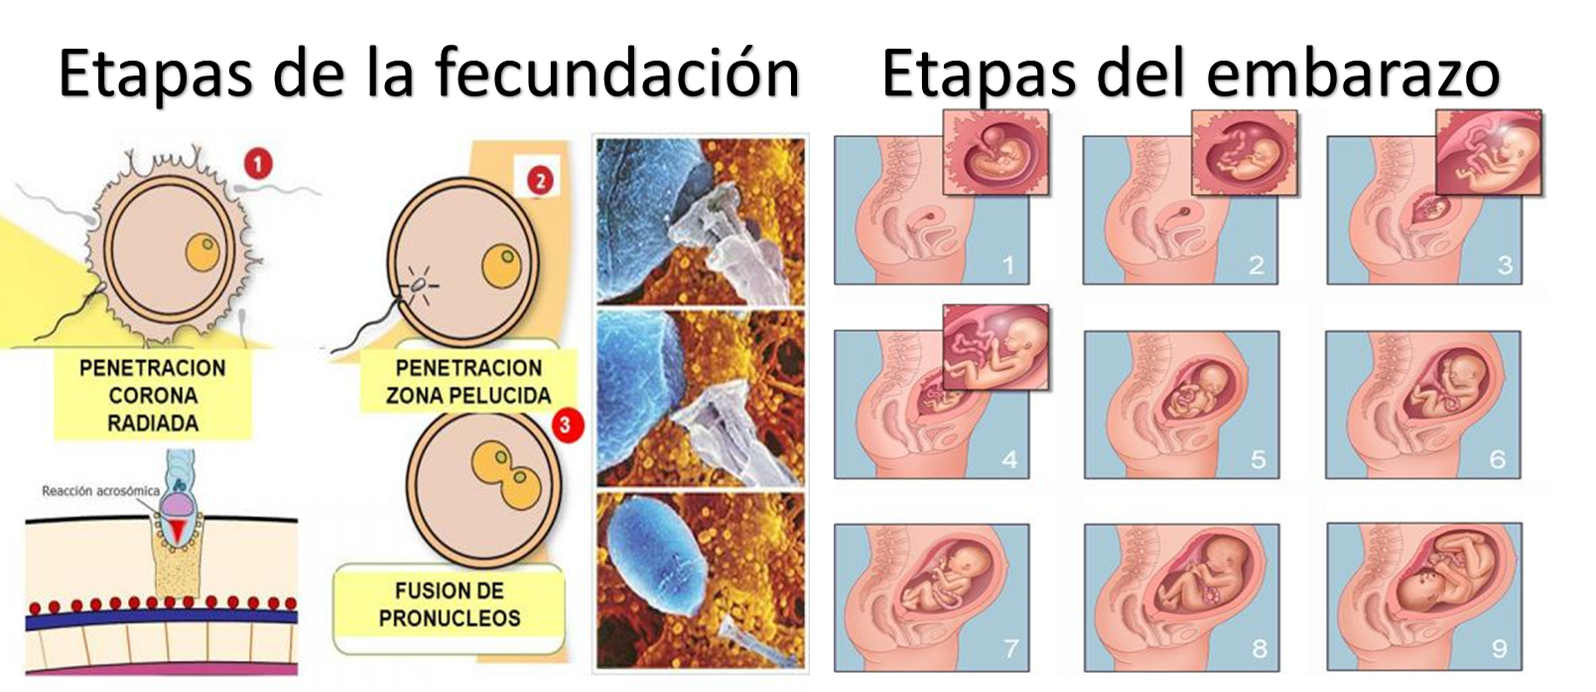 Etapas de la fecundación
1
PENETRACION
CORONA
RADIADA
2
PENETRACION
ZONA PELUCIDA
3
Reacción acrosómica
FUSION DE
PRONUCLEOS
Etapas del embarazo
1
2
3
4
5
6
7
8
9